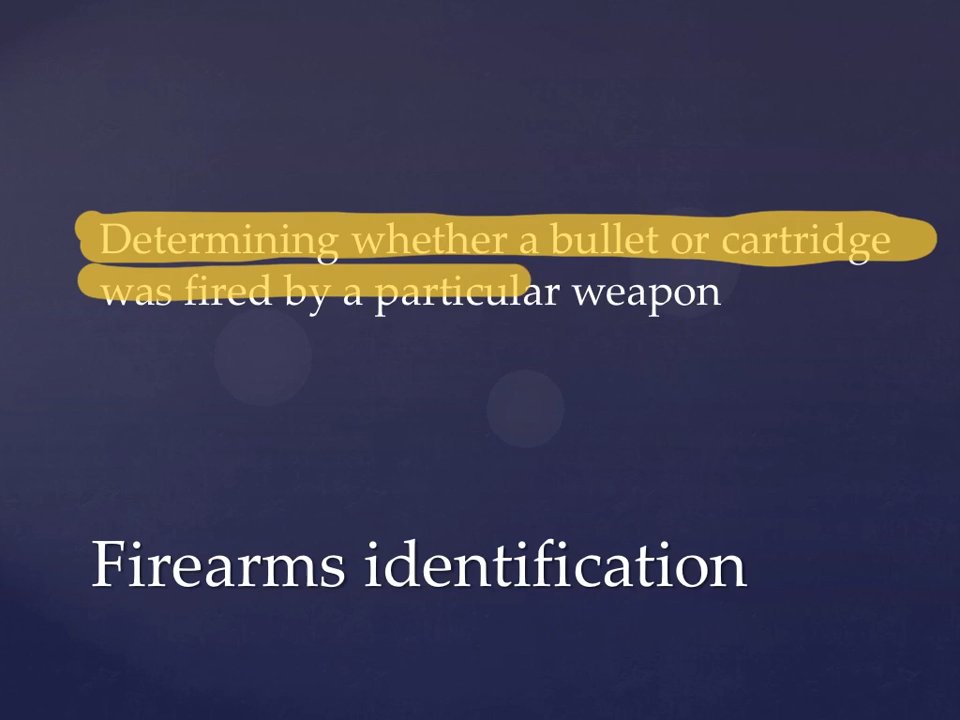 Determining whether a bullet or cartridge
was fired by a particular weapon
Firearms identification